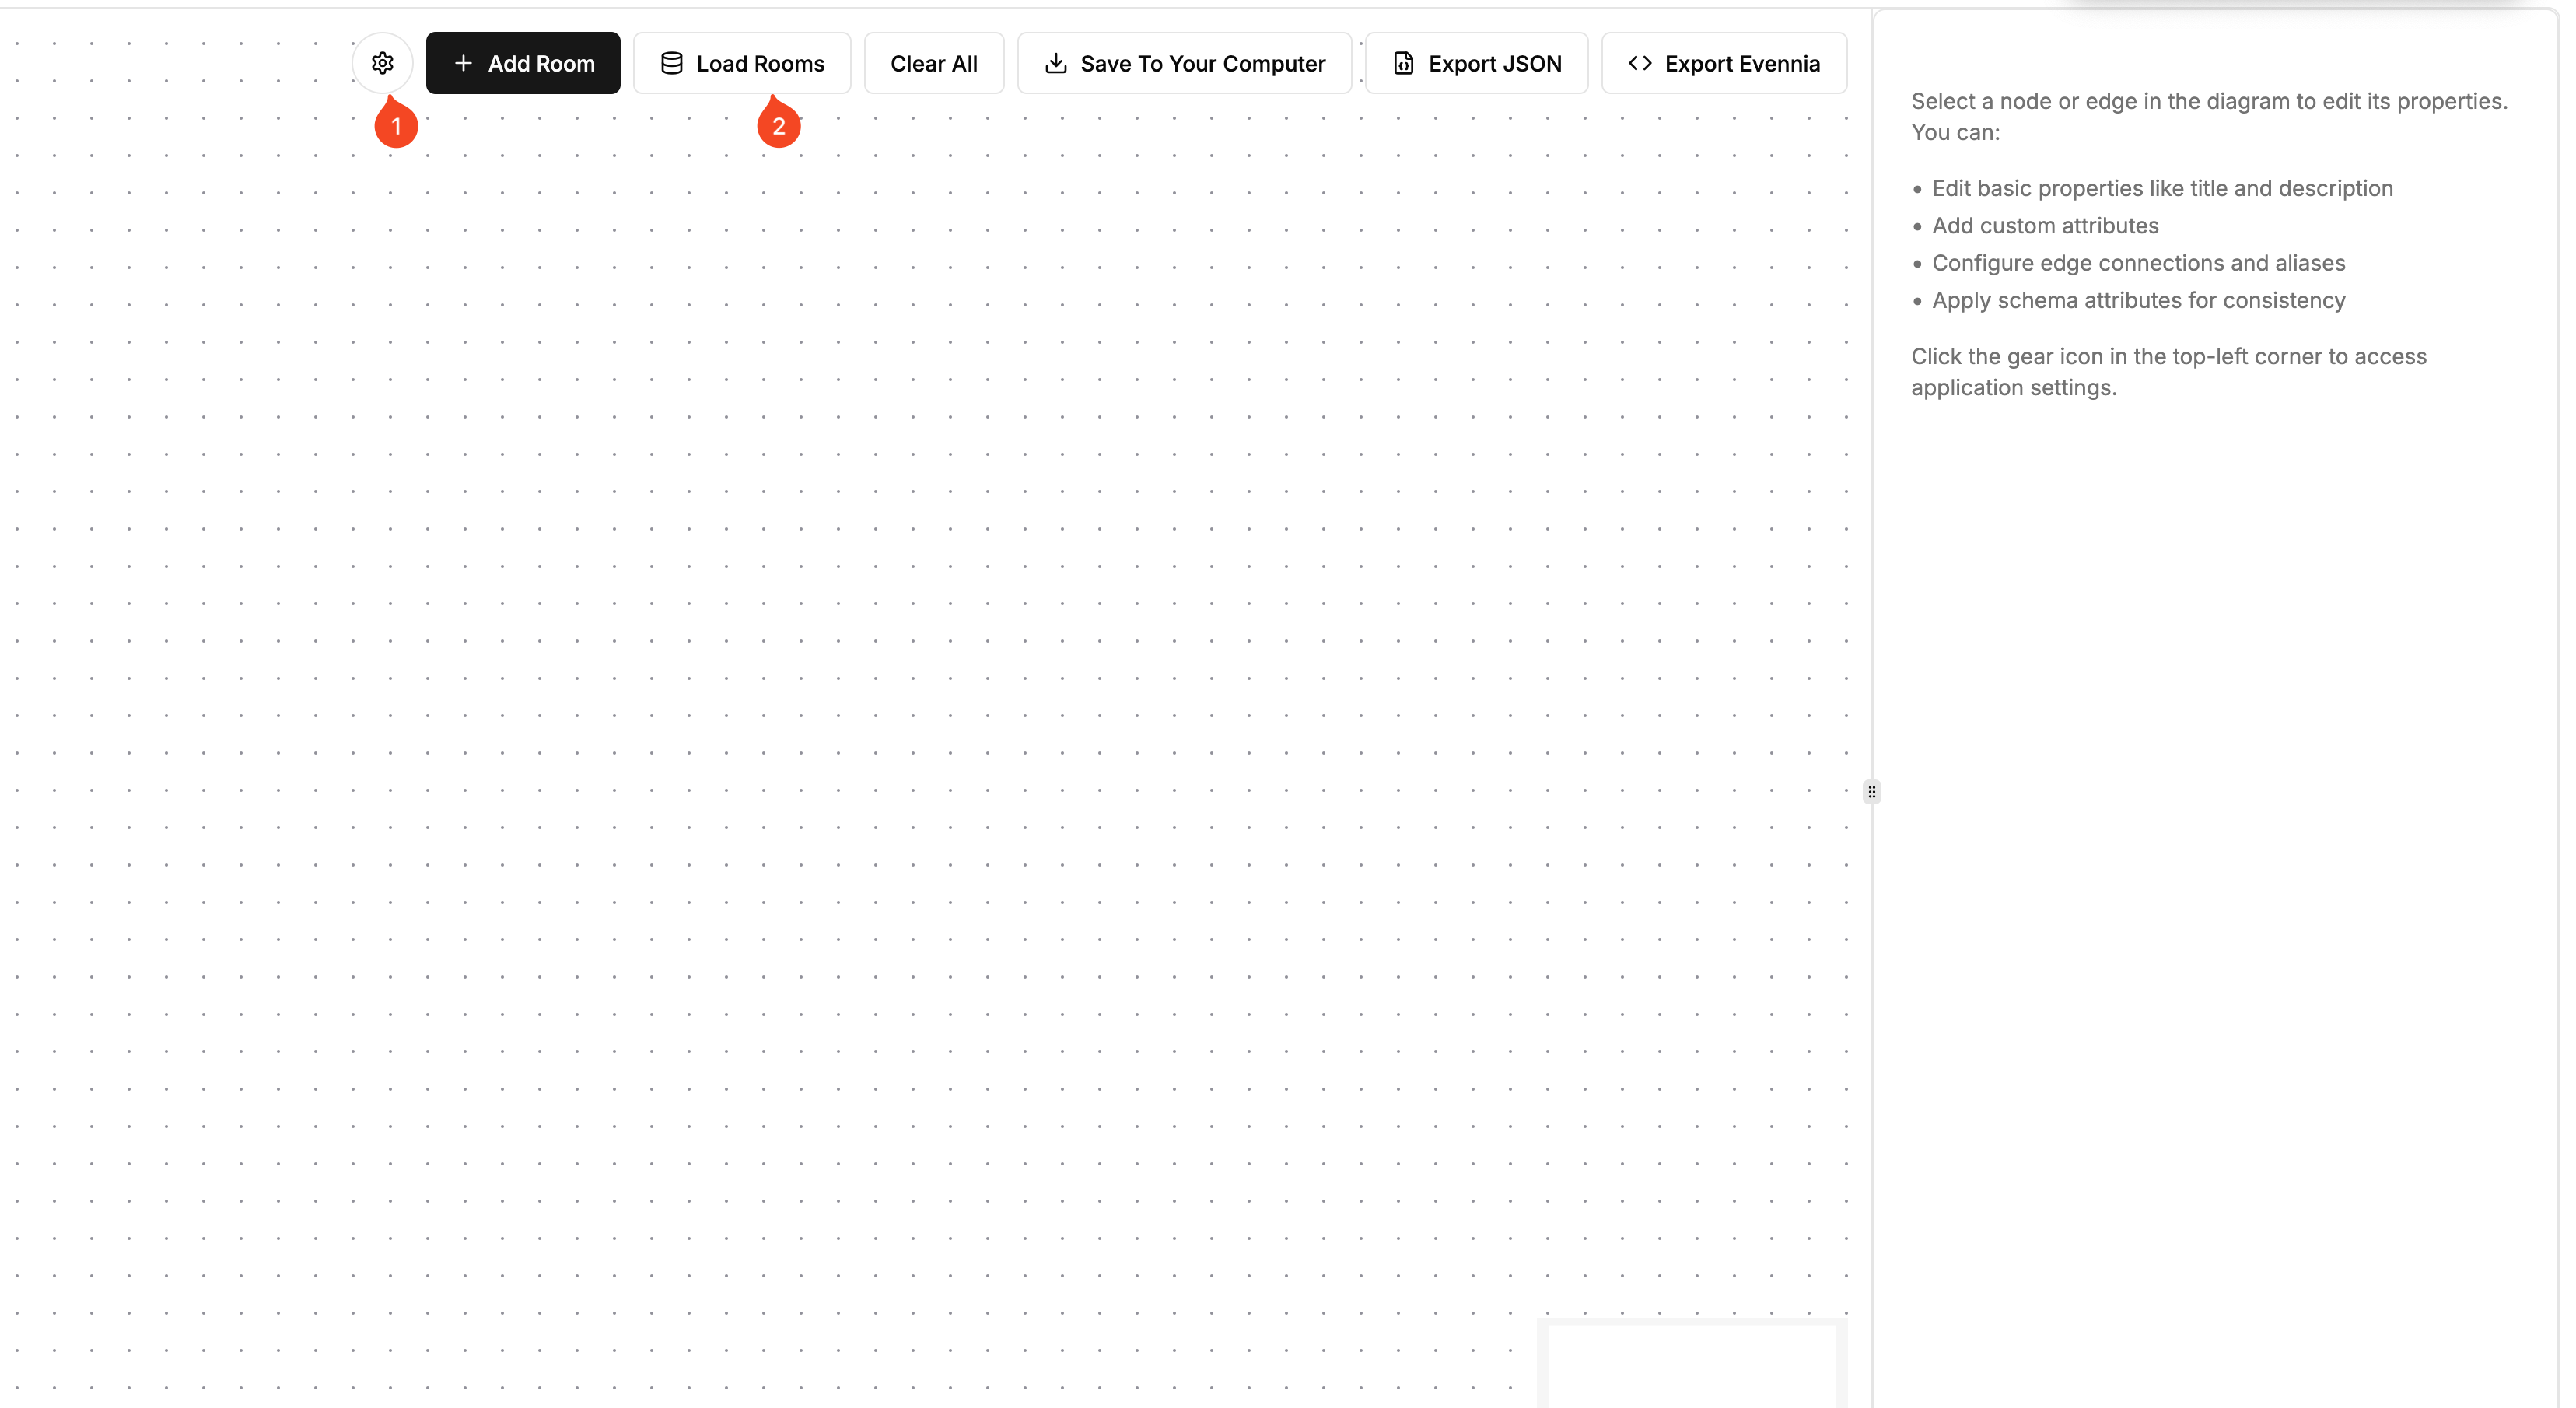 Add Room
Load Rooms
Clear All
Save To Your Computer
Export JSON
Export Evennia
1
2
Select a node or edge in the diagram to edit its properties.
You can:
• Edit basic properties like title and description
• Add custom attributes
• Configure edge connections and aliases
• Apply schema attributes for consistency
Click the gear icon in the top-left corner to access
application settings.